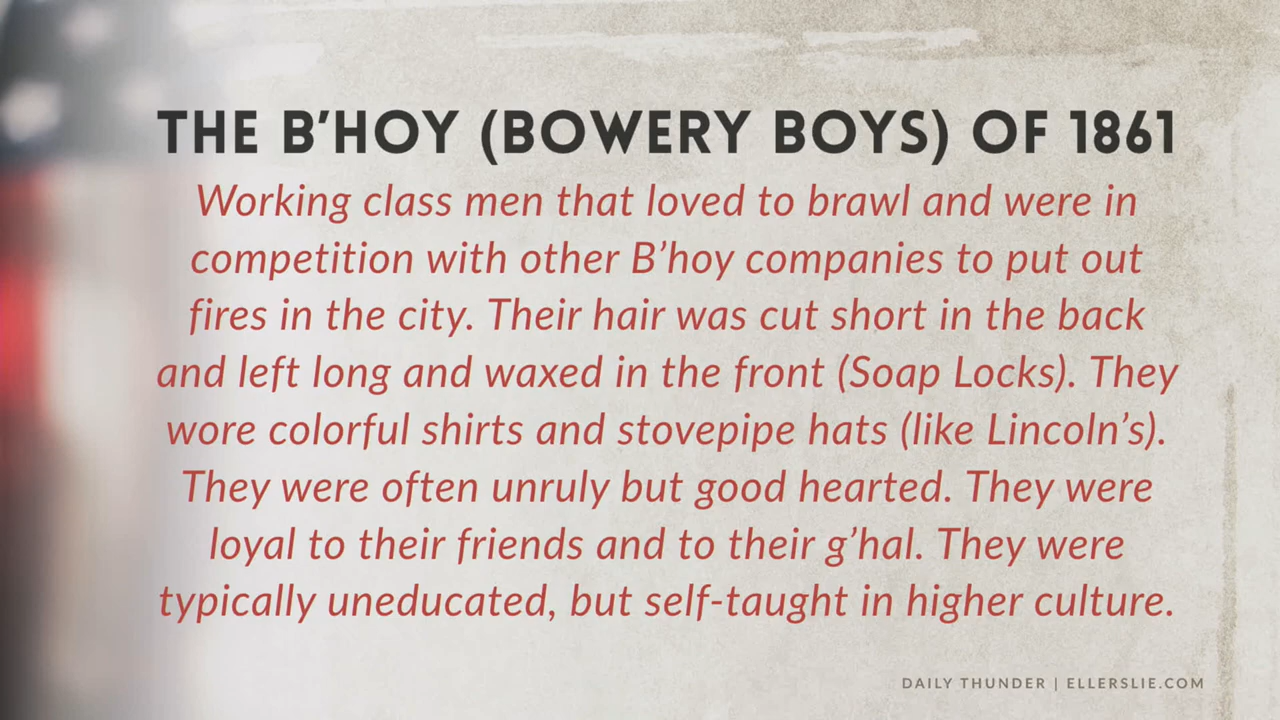 THE B’HOY (BOWERY BOYS) OF 1861
Working class men that loved to brawl and were in
competition with other B’hoy companies to put out
fires in the city. Their hair was cut short in the back
and left long and waxed in the front (Soap Locks). They
wore colorful shirts and stovepipe hats (like Lincoln’s).
They were often unruly but good hearted. They were
loyal to their friends and to their g’hal. They were
typically uneducated, but self-taught in higher culture.
DAILY THUNDER | ELLERSLIE.COM